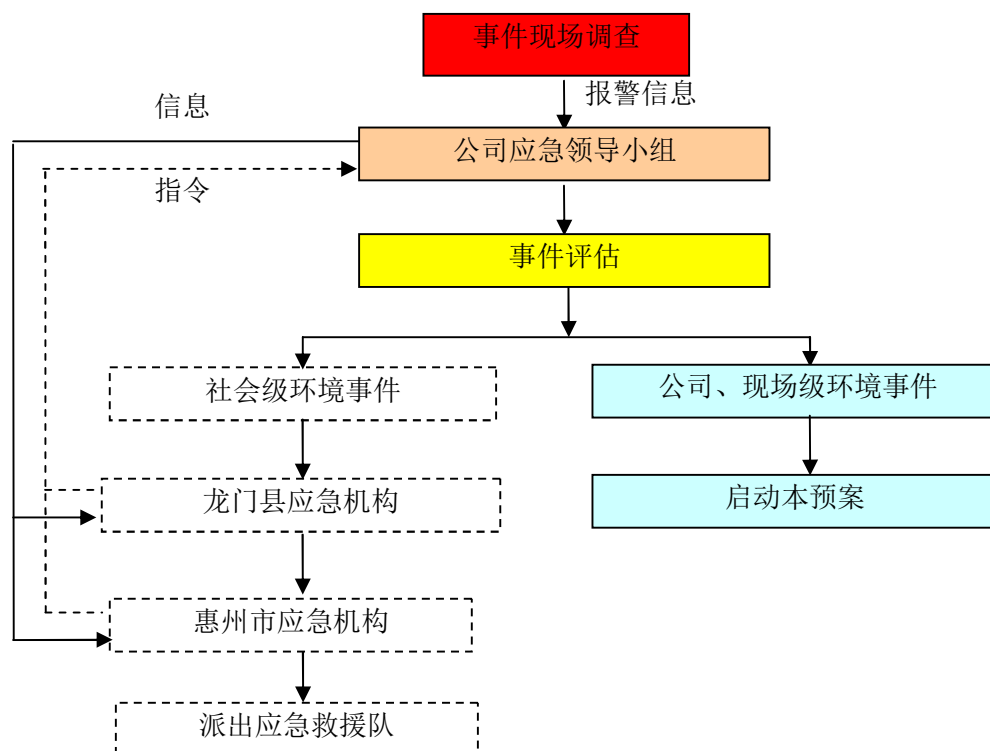 事件现场调查
报警信息
信息
公司应急领导小组
指令
事件评估
社会级环境事件
公司、现场级环境事件
龙门县应急机构
启动本预案
惠州市应急机构
派出应急救援队